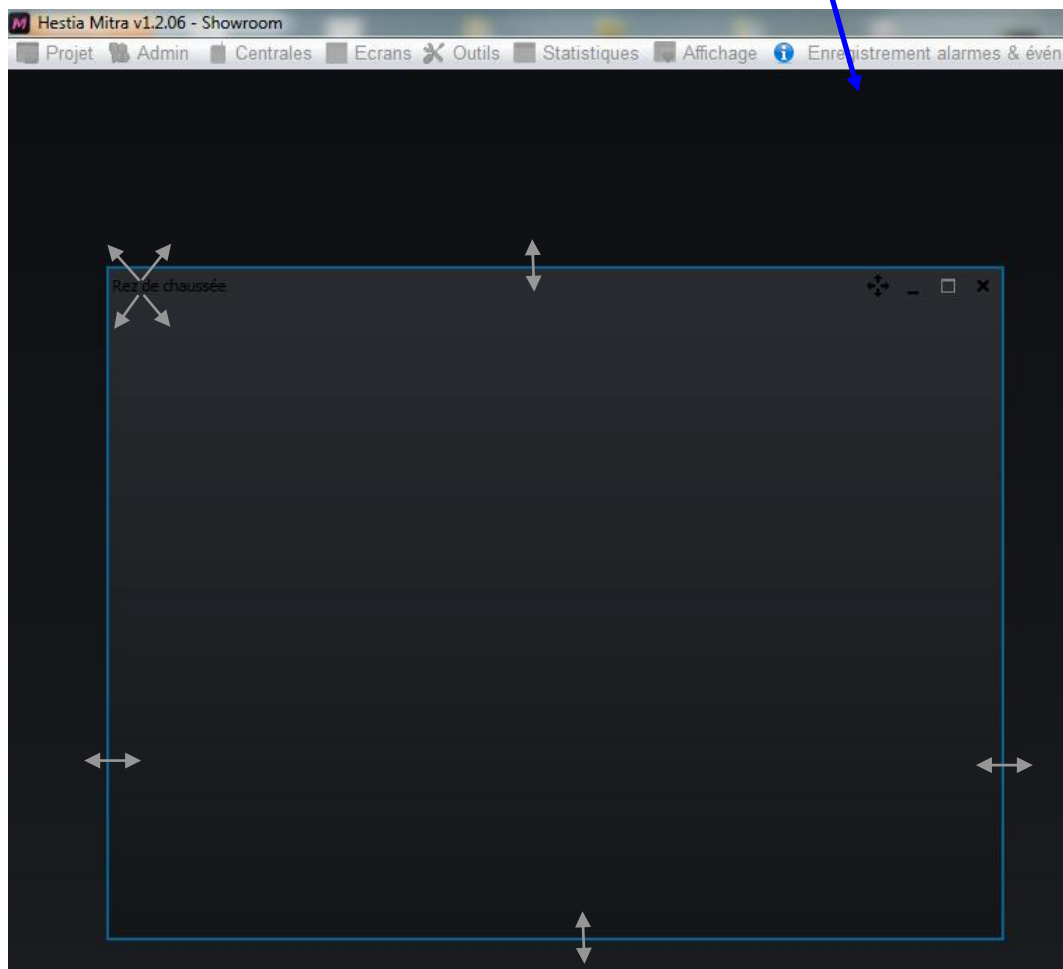 Hestia Mitra v1.2.06 - Showroom
Projet Admin Centrales Ecrans Outils Statistiques Affichage Enregistrement alarmes & évén
Rez de chaussée